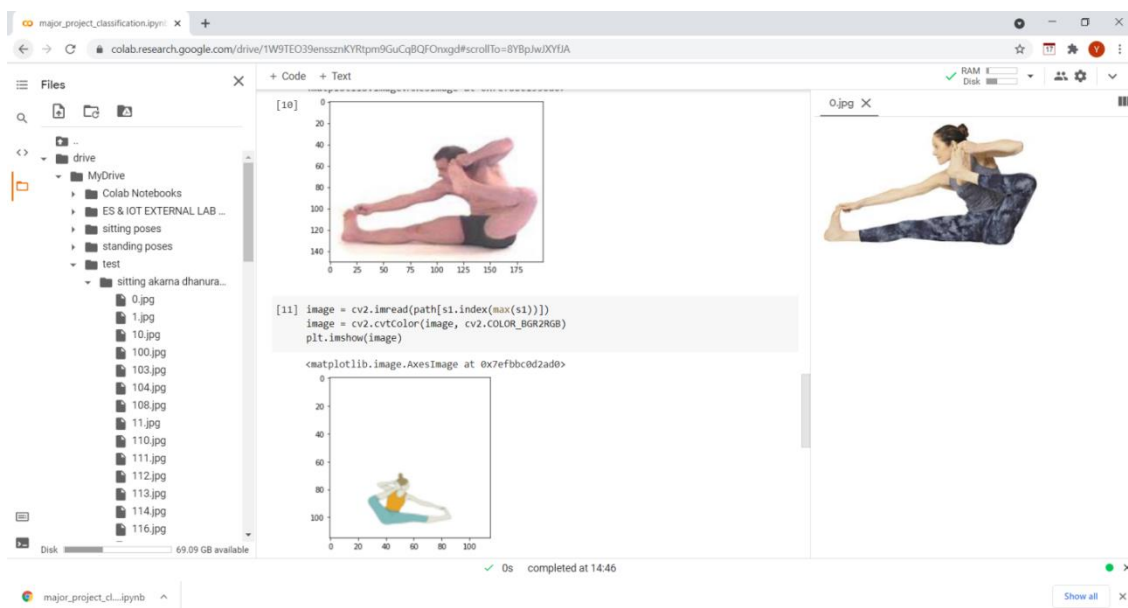 major_project_classification.ipynb
colab.research.google.com/drive/1W9TEO39enssznKYRtpm9GuCqBQFOnxgd#scrollTo=8YBpJwJXYfJA
17
Y
Files
+ Code + Text
RAM
Disk
..
drive
MyDrive
Colab Notebooks
ES & IOT EXTERNAL LAB ...
sitting poses
standing poses
test
sitting akarna dhanura...
0.jpg
1.jpg
10.jpg
100.jpg
103.jpg
104.jpg
108.jpg
11.jpg
110.jpg
111.jpg
112.jpg
113.jpg
114.jpg
116.jpg
Disk 69.09 GB available
[10]
0
20
40
60
80
100
120
140
0 25 50 75 100 125 150 175
[11] image = cv2.imread(path[s1.index(max(s1))])
image = cv2.cvtColor(image, cv2.COLOR_BGR2RGB)
plt.imshow(image)
<matplotlib.image.AxesImage at 0x7efbbc0d2ad0>
0
20
40
60
80
100
0 20 40 60 80 100
0.jpg
0s completed at 14:46
major_project_cl....ipynb
Show all